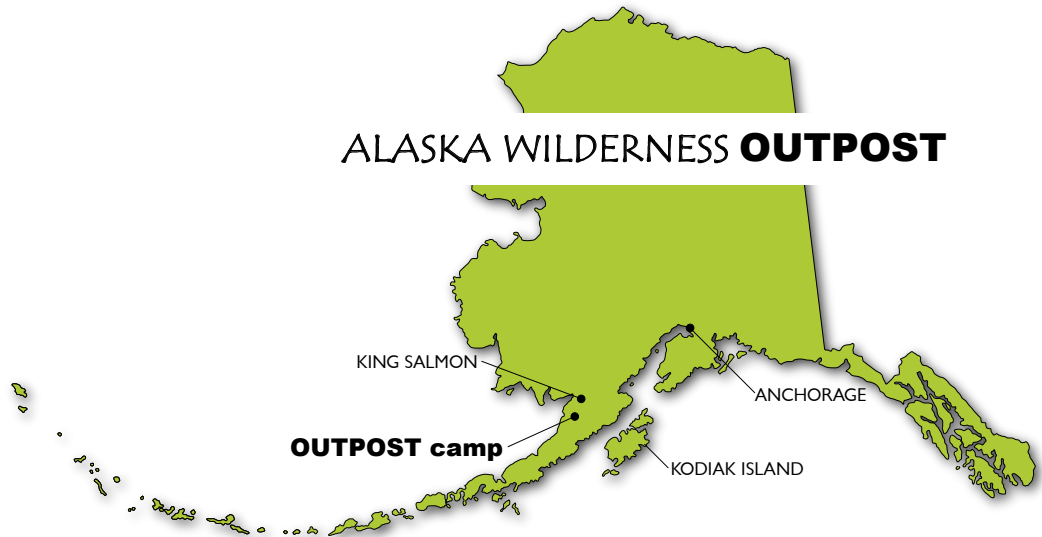 ALASKA WILDERNESS OUTPOST
KING SALMON
ANCHORAGE
OUTPOST camp
KODIAK ISLAND